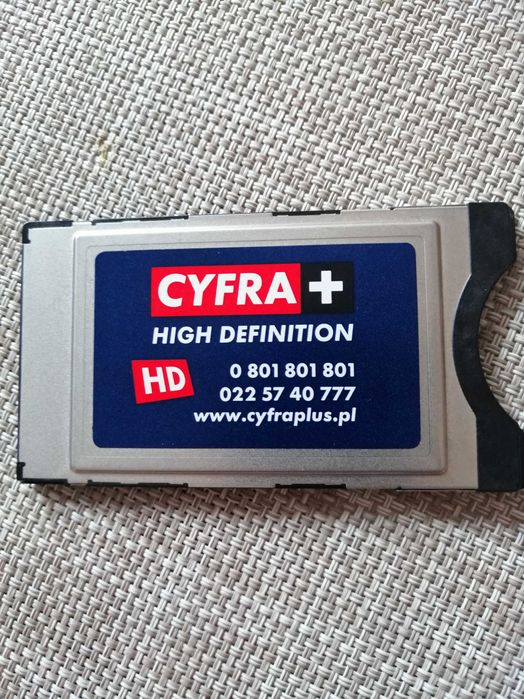 CYFRA+
HIGH DEFINITION
HD
0 801 801 801
022 57 40 777
www.cyfraplus.pl